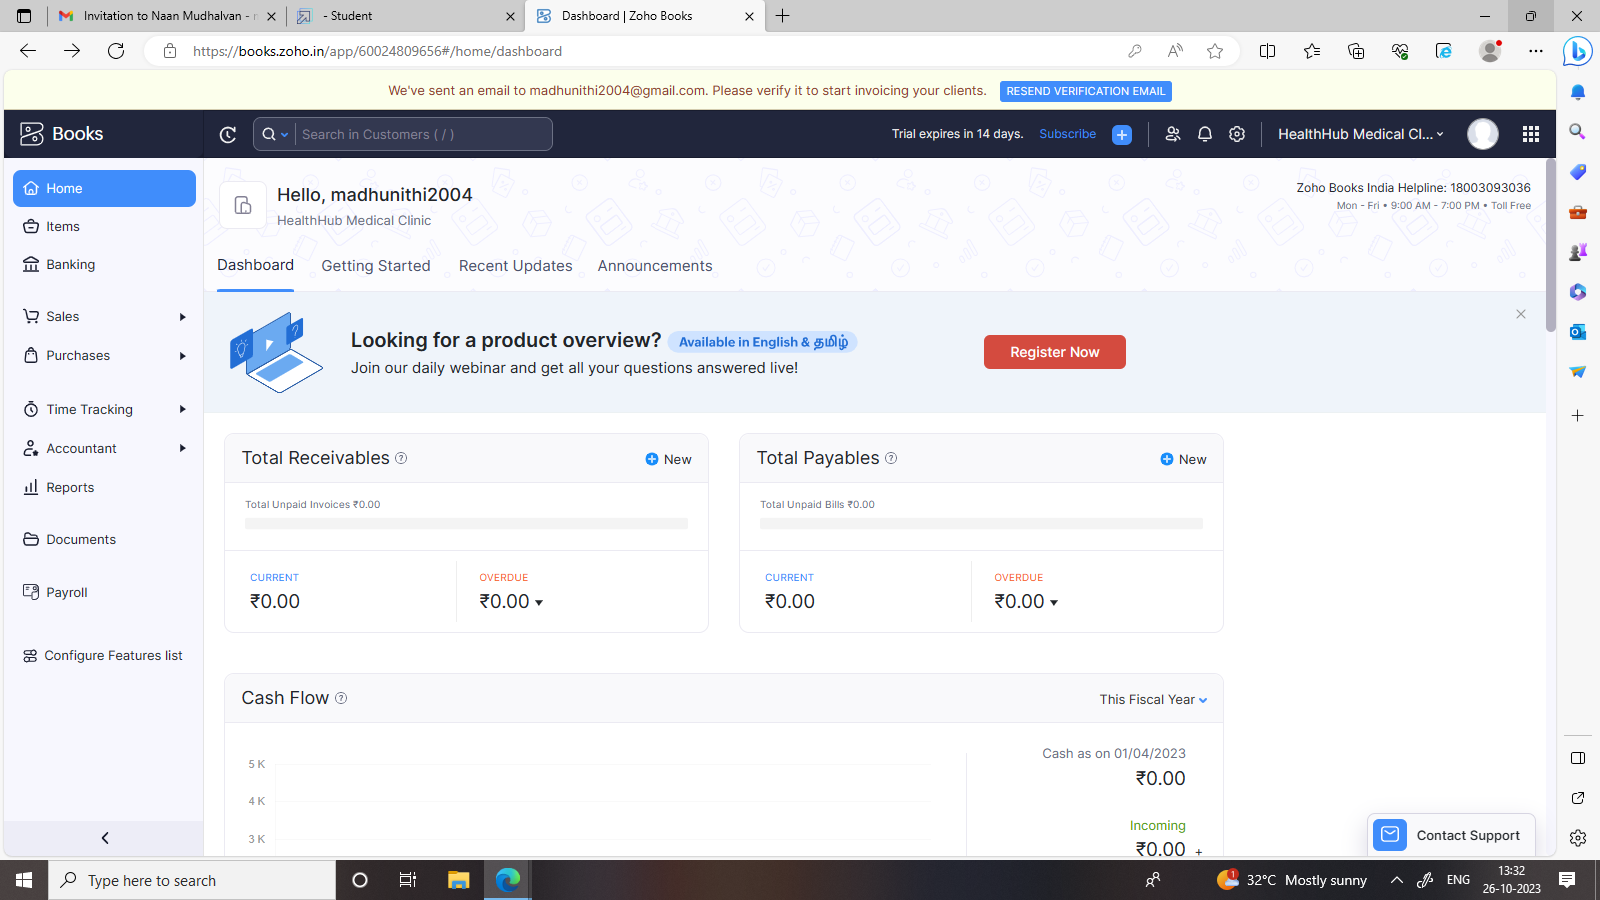 Invitation to Naan Mudhalvan -
- Student
Dashboard | Zoho Books
https://books.zoho.in/app/60024809656#/home/dashboard
We've sent an email to madhunithi2004@gmail.com. Please verify it to start invoicing your clients.
RESEND VERIFICATION EMAIL
Books
Search in Customers ( / )
Trial expires in 14 days.
Subscribe
HealthHub Medical Cl...
Home
Items
Banking
Sales
Purchases
Time Tracking
Accountant
Reports
Documents
Payroll
Configure Features list
Hello, madhunithi2004
HealthHub Medical Clinic
Zoho Books India Helpline: 18003093036
Mon - Fri • 9:00 AM - 7:00 PM • Toll Free
Dashboard
Getting Started
Recent Updates
Announcements
Looking for a product overview? Available in English & தமிழ்
Join our daily webinar and get all your questions answered live!
Register Now
Total Receivables
New
Total Unpaid Invoices ₹0.00
CURRENT
₹0.00
OVERDUE
₹0.00
Total Payables
New
Total Unpaid Bills ₹0.00
CURRENT
₹0.00
OVERDUE
₹0.00
Cash Flow
This Fiscal Year
5 K
4 K
3 K
Cash as on 01/04/2023
₹0.00
Incoming
₹0.00 +
Contact Support
Type here to search
1
32°C Mostly sunny
ENG
13:32
26-10-2023